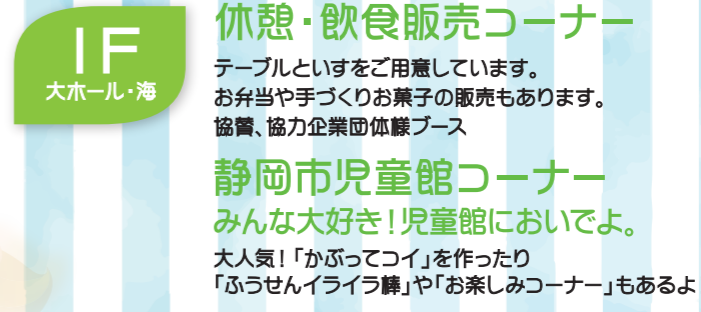 1F
大ホール・海
休憩・飲食販売コーナー
テーブルといすをご用意しています。
お弁当や手づくりお菓子の販売もあります。
協賛、協力企業団体様ブース
静岡市児童館コーナー
みんな大好き！児童館においでよ。
大人気！「かぶってコイ」を作ったり
「ふうせんイライラ棒」や「お楽しみコーナー」もあるよ